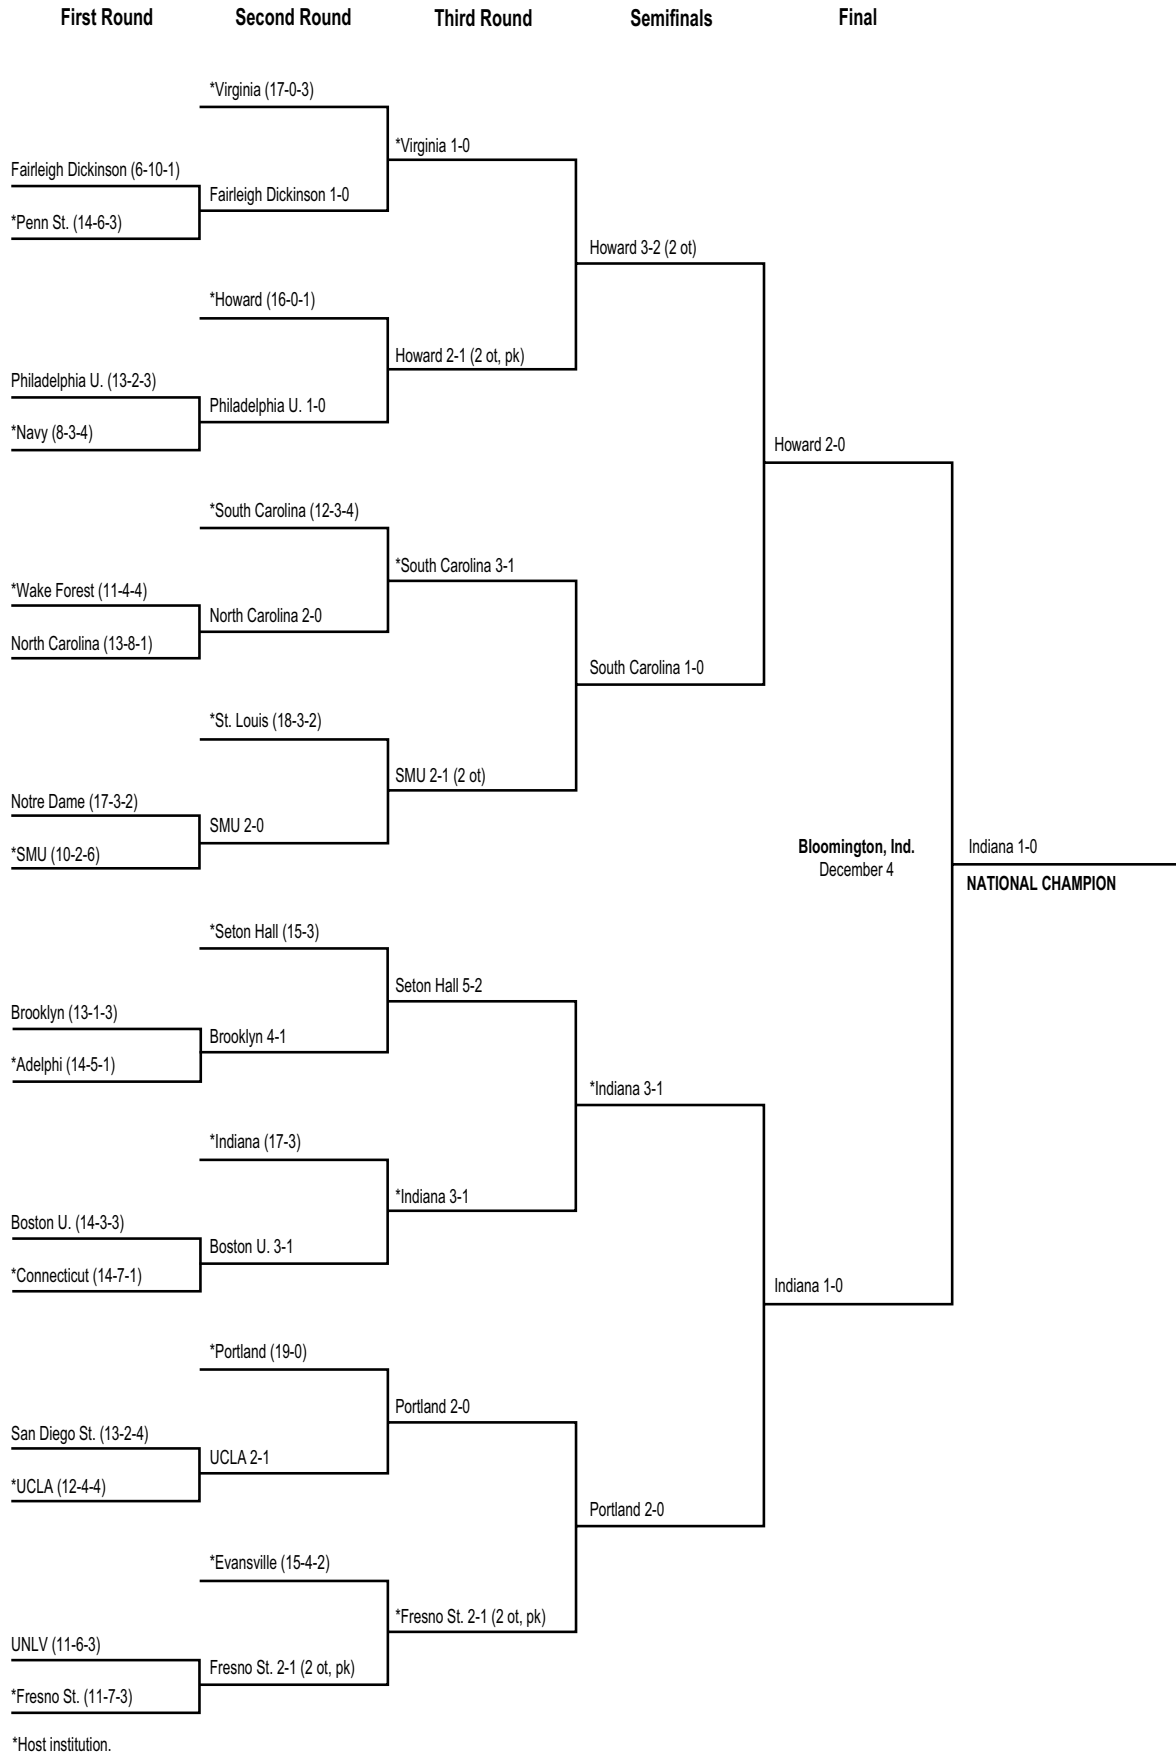 First Round
Second Round
Third Round
Semifinals
Final
*Virginia (17-0-3)
*Virginia 1-0
Fairleigh Dickinson (6-10-1)
Fairleigh Dickinson 1-0
*Penn St. (14-6-3)
Howard 3-2 (2 ot)
*Howard (16-0-1)
Howard 2-1 (2 ot, pk)
Philadelphia U. (13-2-3)
Philadelphia U. 1-0
*Navy (8-3-4)
Howard 2-0
*South Carolina (12-3-4)
*South Carolina 3-1
*Wake Forest (11-4-4)
North Carolina 2-0
North Carolina (13-8-1)
South Carolina 1-0
*St. Louis (18-3-2)
SMU 2-1 (2 ot)
Notre Dame (17-3-2)
SMU 2-0
*SMU (10-2-6)
Bloomington, Ind.
December 4
Indiana 1-0
NATIONAL CHAMPION
*Seton Hall (15-3)
Seton Hall 5-2
Brooklyn (13-1-3)
Brooklyn 4-1
*Adelphi (14-5-1)
*Indiana 3-1
*Indiana (17-3)
*Indiana 3-1
Boston U. (14-3-3)
Boston U. 3-1
*Connecticut (14-7-1)
Indiana 1-0
*Portland (19-0)
Portland 2-0
San Diego St. (13-2-4)
UCLA 2-1
*UCLA (12-4-4)
Portland 2-0
*Evansville (15-4-2)
*Fresno St. 2-1 (2 ot, pk)
UNLV (11-6-3)
Fresno St. 2-1 (2 ot, pk)
*Fresno St. (11-7-3)
*Host institution.